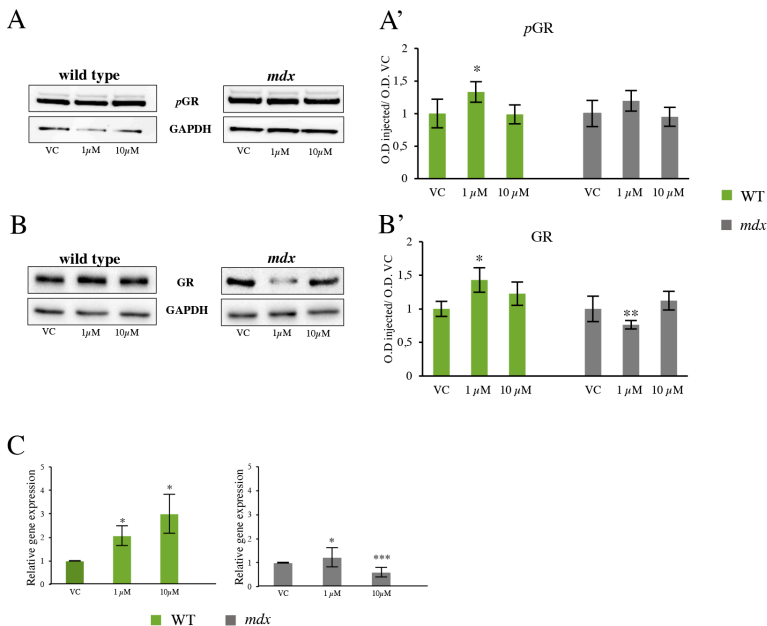 A
wild type
mdx
pGR
GAPDH
VC 1µM 10µM
VC 1µM 10µM
A’
pGR
O.D injected/ O.D. VC
2
1,5
1
0,5
0
*
VC 1 µM 10 µM
VC 1 µM 10 µM
WT
mdx
B
wild type
mdx
GR
GAPDH
VC 1µM 10µM
VC 1µM 10µM
B’
GR
O.D injected/ O.D. VC
2
1,5
1
0,5
0
*
**
VC 1 µM 10 µM
VC 1 µM 10 µM
C
Relative gene expression
5
4
3
2
1
0
*
*
VC 1 µM 10µM
Relative gene expression
5
4
3
2
1
0
*
***
VC 1 µM 10µM
WT mdx